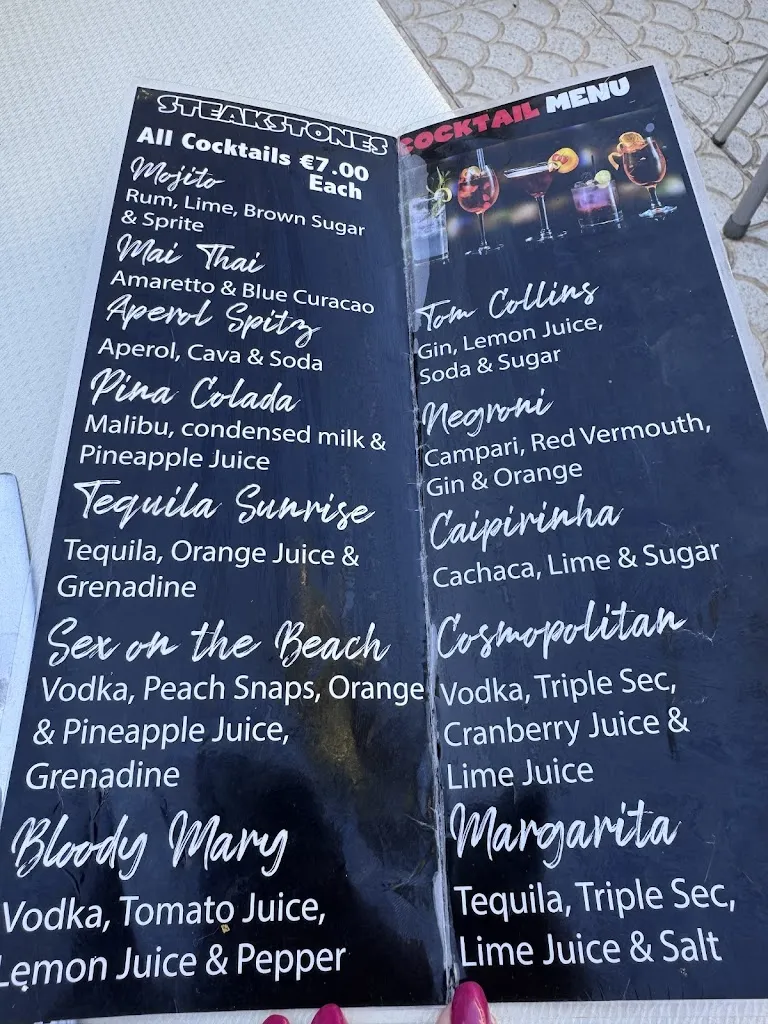 STEAKSTONES
All Cocktails €7.00
Each
Mojito
Rum, Lime, Brown Sugar
& Sprite
Mai Thai
Amaretto & Blue Curacao
Aperol Spitz
Aperol, Cava & Soda
Pina Colada
Malibu, condensed milk &
Pineapple Juice
Tequila Sunrise
Tequila, Orange Juice &
Grenadine
Sex on the Beach
Vodka, Peach Snaps, Orange
& Pineapple Juice,
Grenadine
Bloody Mary
Vodka, Tomato Juice,
Lemon Juice & Pepper
COCKTAIL MENU
Tom Collins
Gin, Lemon Juice,
Soda & Sugar
Negroni
Campari, Red Vermouth,
Gin & Orange
Caipirinha
Cachaca, Lime & Sugar
Cosmopolitan
Vodka, Triple Sec,
Cranberry Juice &
Lime Juice
Margarita
Tequila, Triple Sec,
Lime Juice & Salt